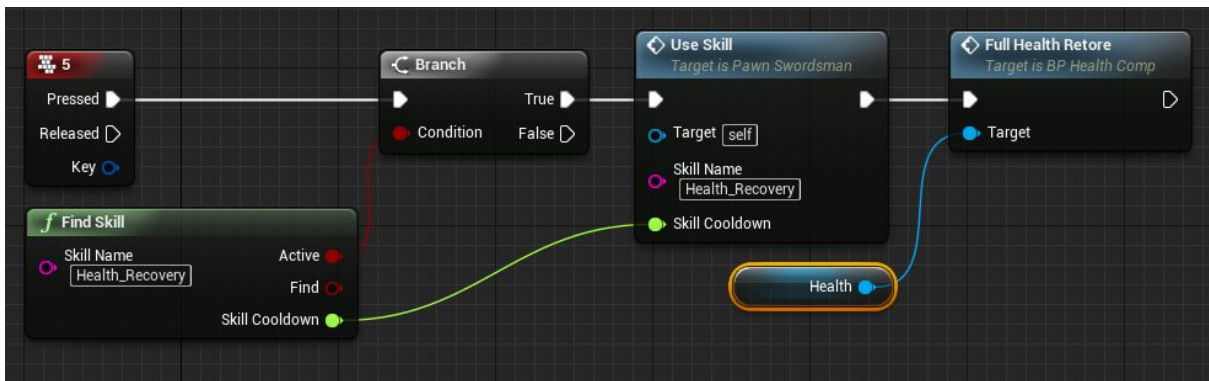 5
Pressed
Released
Key
Find Skill
Skill Name
Health_Recovery
Active
Find
Skill Cooldown
Branch
True
Condition
False
Use Skill
Target is Pawn Swordsman
Target self
Skill Name
Health_Recovery
Skill Cooldown
Health
Full Health Retore
Target is BP Health Comp
Target